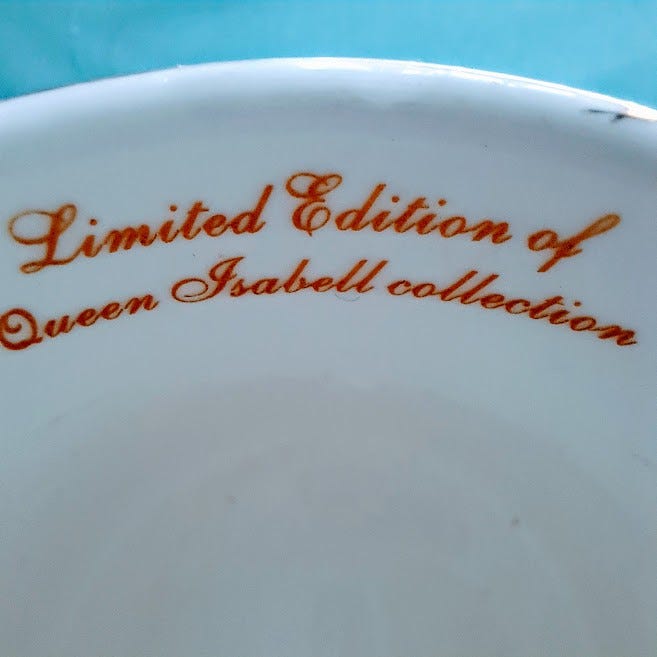 Limited Edition of
Queen Isabell collection